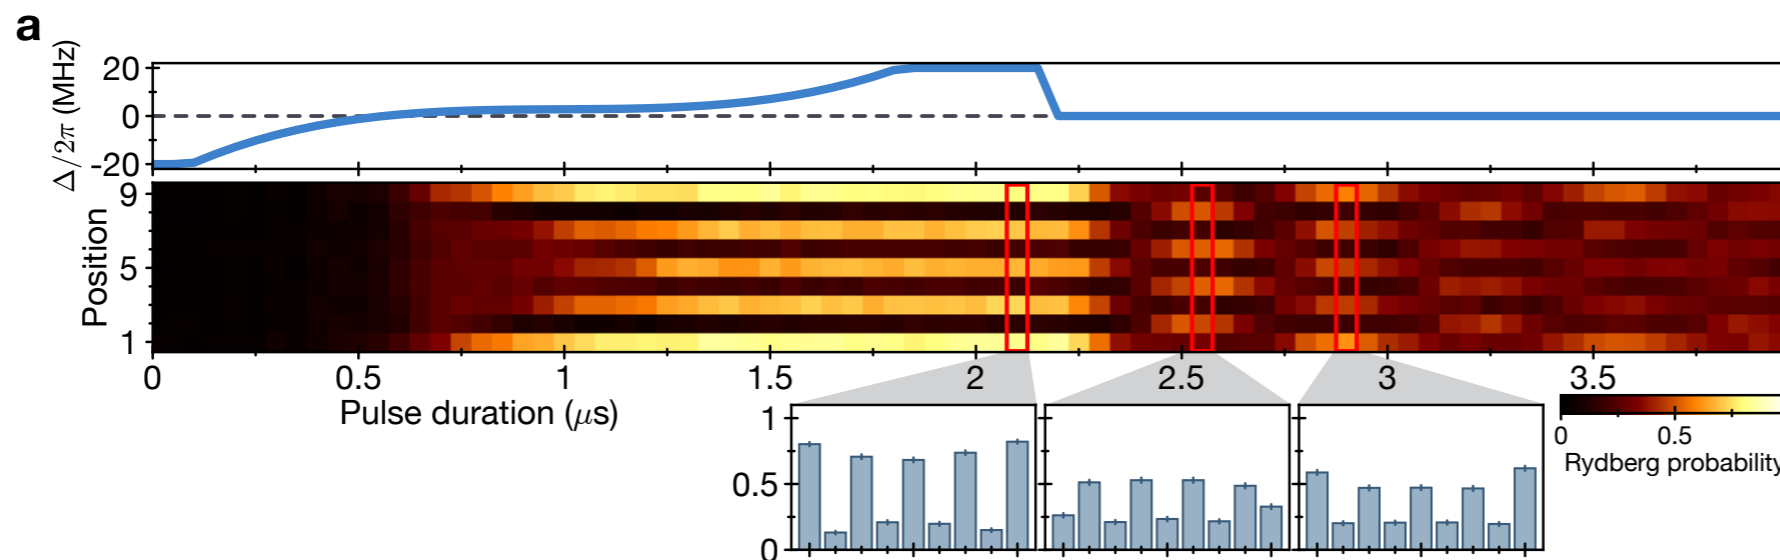 a
Δ/2π (MHz)
20
0
-20
Position
9
5
1
0 0.5 1 1.5 2 2.5 3 3.5
Pulse duration (μs)
1
0.5
0
0 0.5
Rydberg probability